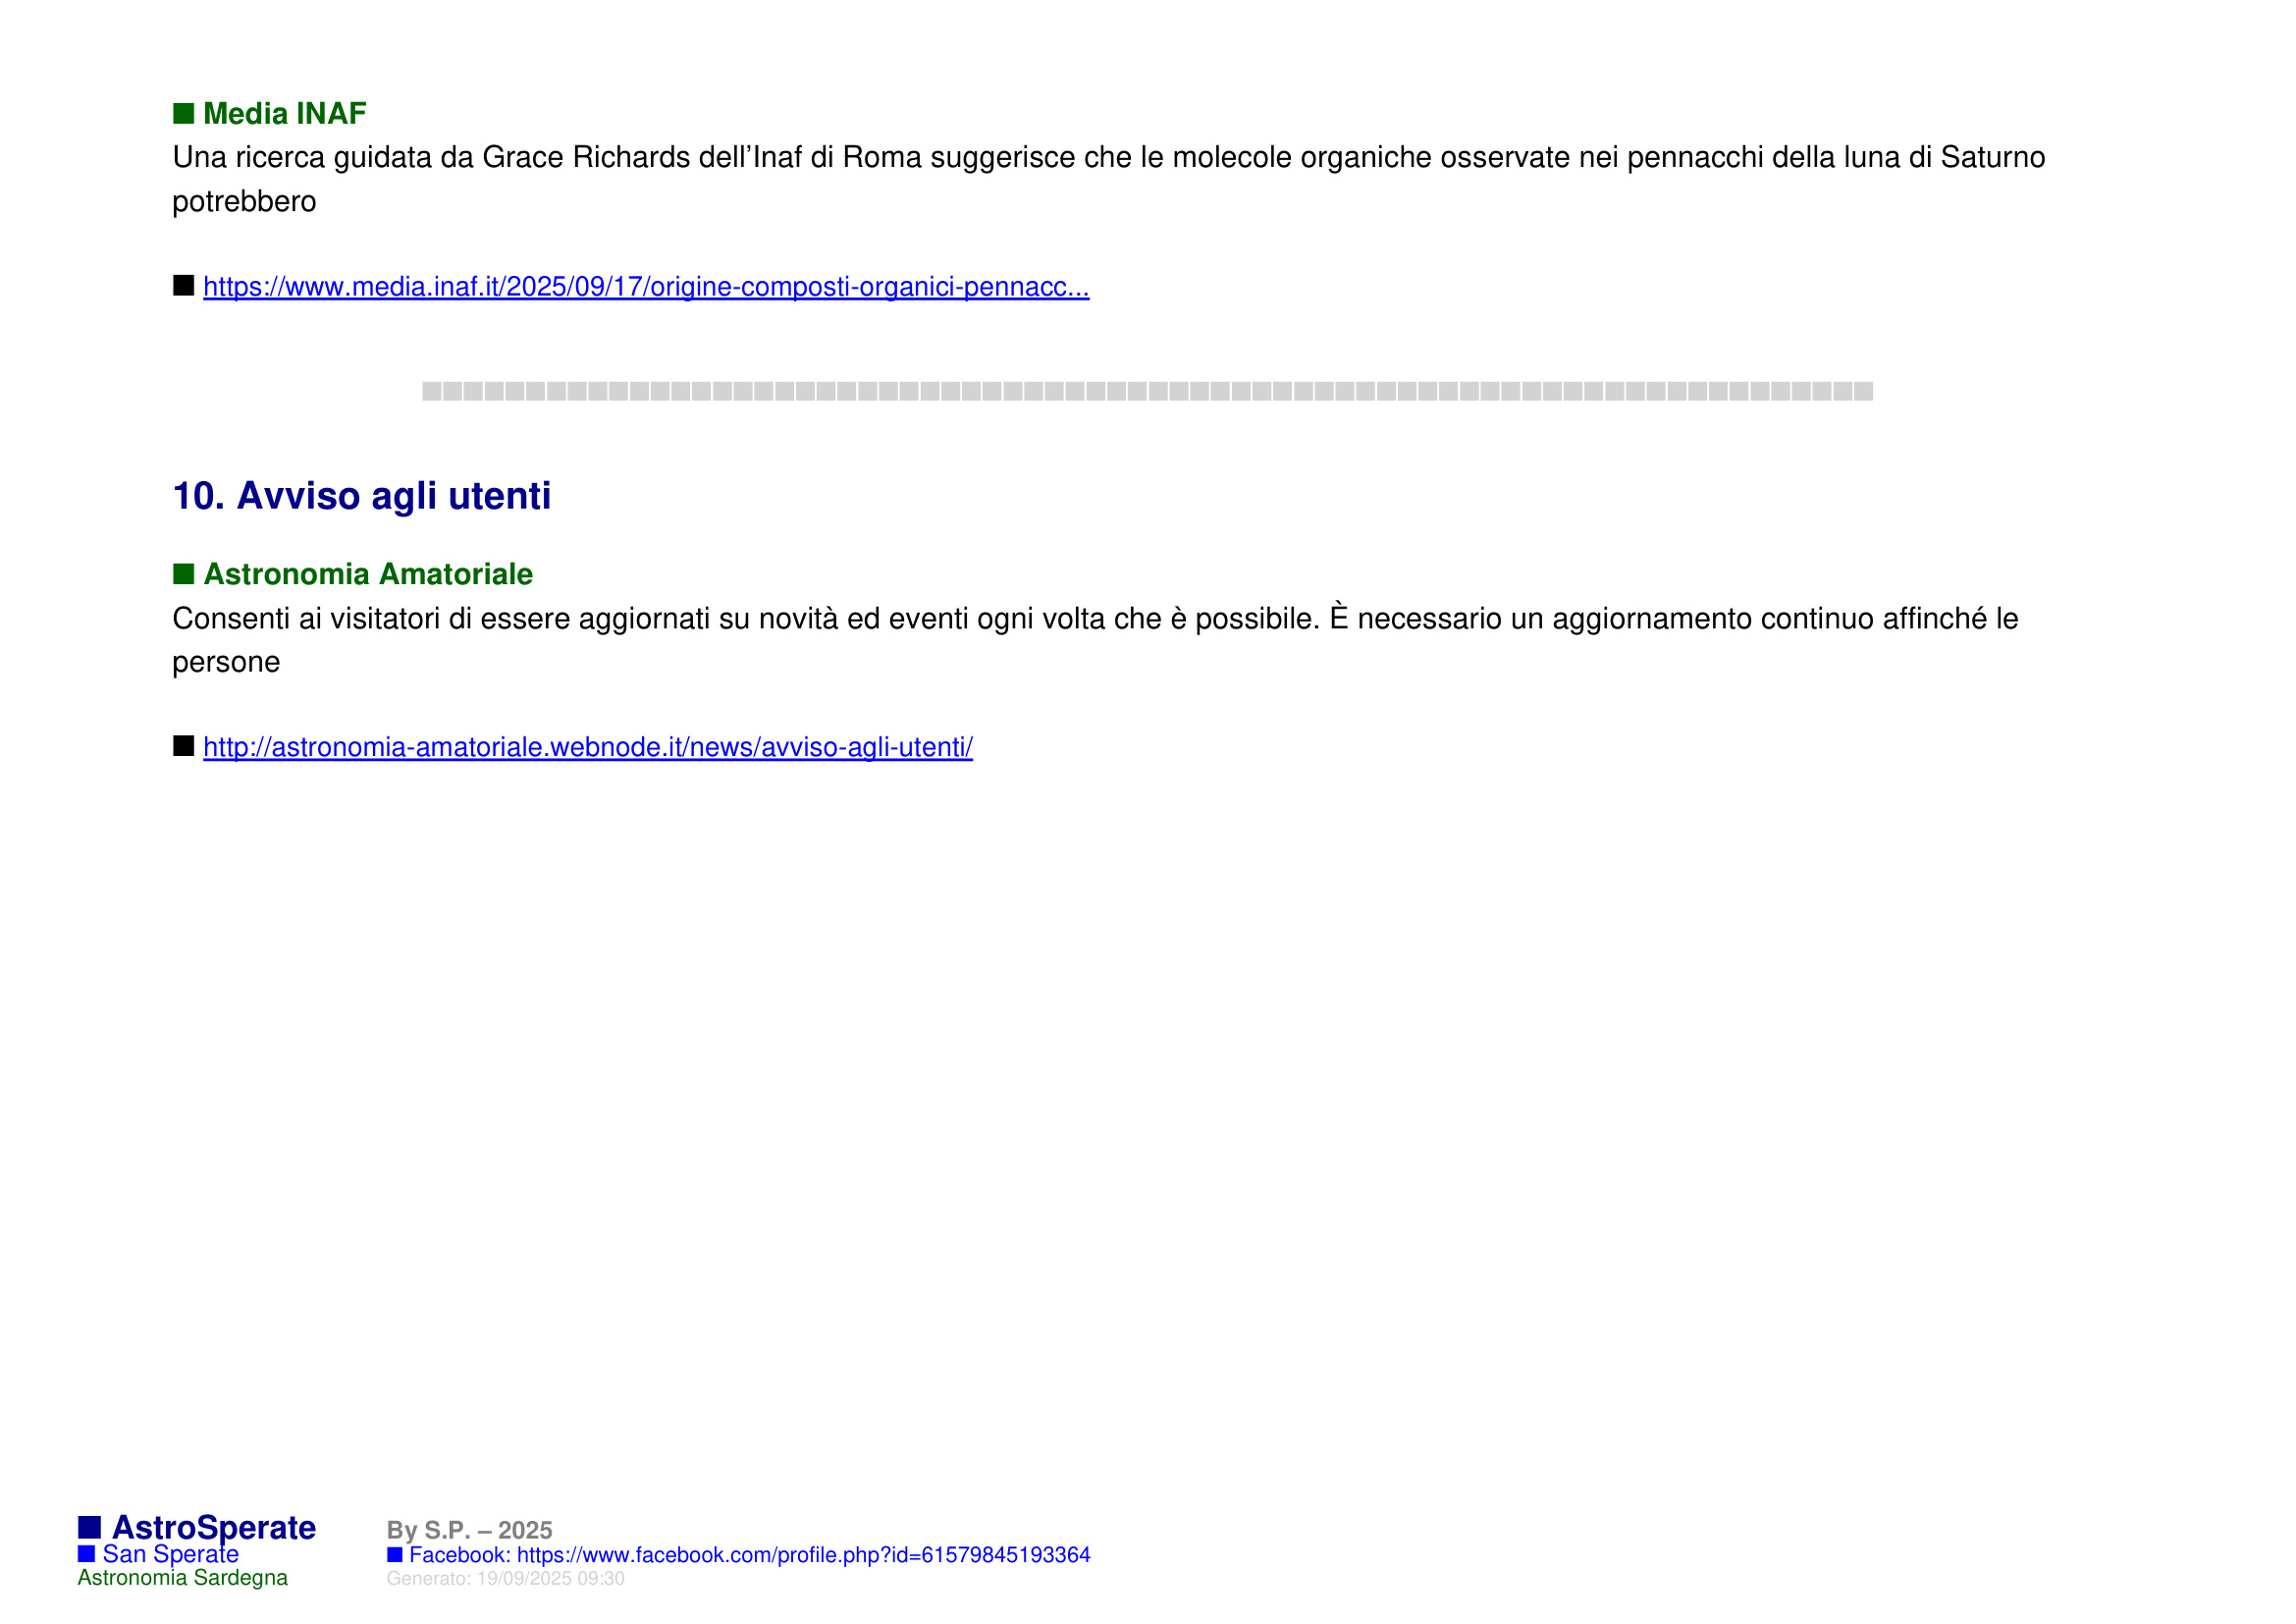 ■ Media INAF
Una ricerca guidata da Grace Richards dell’Inaf di Roma suggerisce che le molecole organiche osservate nei pennacchi della luna di Saturno
potrebbero
■ https://www.media.inaf.it/2025/09/17/origine-composti-organici-pennacc...
10. Avviso agli utenti
■ Astronomia Amatoriale
Consenti ai visitatori di essere aggiornati su novità ed eventi ogni volta che è possibile. È necessario un aggiornamento continuo affinché le
persone
■ http://astronomia-amatoriale.webnode.it/news/avviso-agli-utenti/
■ AstroSperate
■ San Sperate
Astronomia Sardegna
By S.P. – 2025
■ Facebook: https://www.facebook.com/profile.php?id=61579845193364
Generato: 19/09/2025 09:30